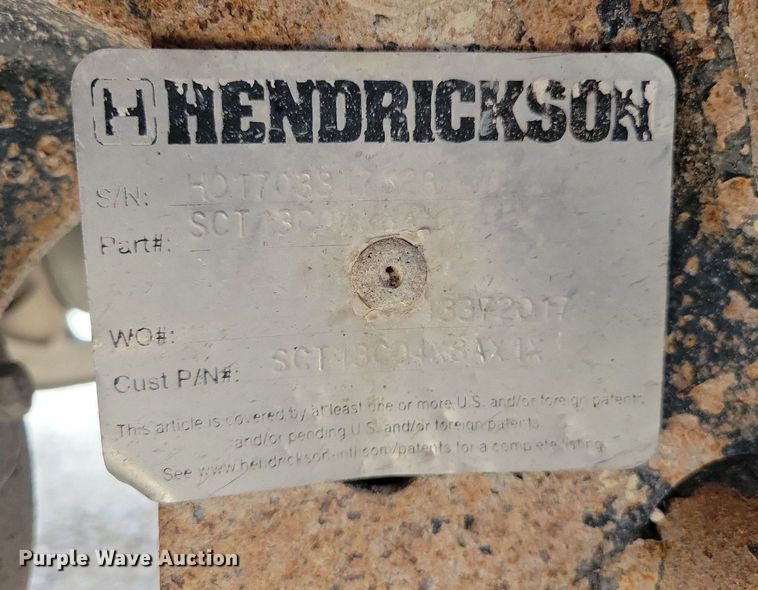 H HENDRICKSON
S/N:
Part#:
WO#: 3372017
Cust P/N#:
This article is covered by at least one or more U.S. and/or foreign patents
and/or pending U.S. and/or foreign patents.
See www.hendrickson-intl.com/patents for a complete listing.
Purple Wave Auction